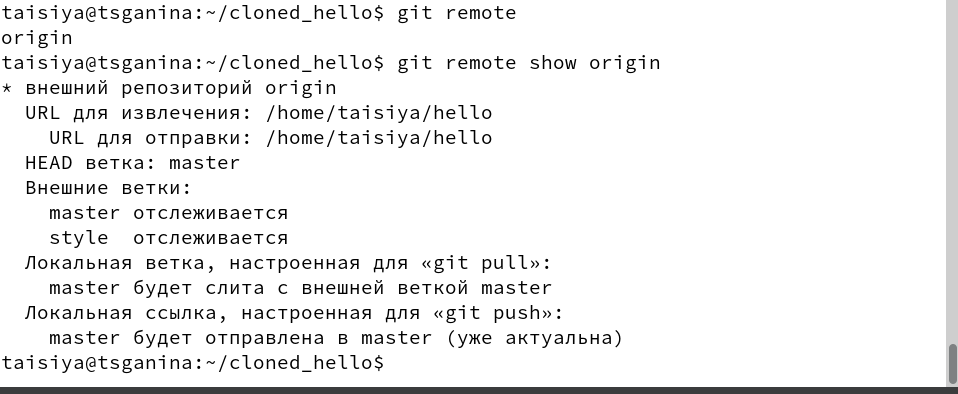 taisiya@tsganina:~/cloned_hello$ git remote
origin
taisiya@tsganina:~/cloned_hello$ git remote show origin
* внешний репозиторий origin
  URL для извлечения: /home/taisiya/hello
    URL для отправки: /home/taisiya/hello
  HEAD ветка: master
  Внешние ветки:
    master отслеживается
    style  отслеживается
  Локальная ветка, настроенная для «git pull»:
    master будет слита с внешней веткой master
  Локальная ссылка, настроенная для «git push»:
    master будет отправлена в master (уже актуальна)
taisiya@tsganina:~/cloned_hello$